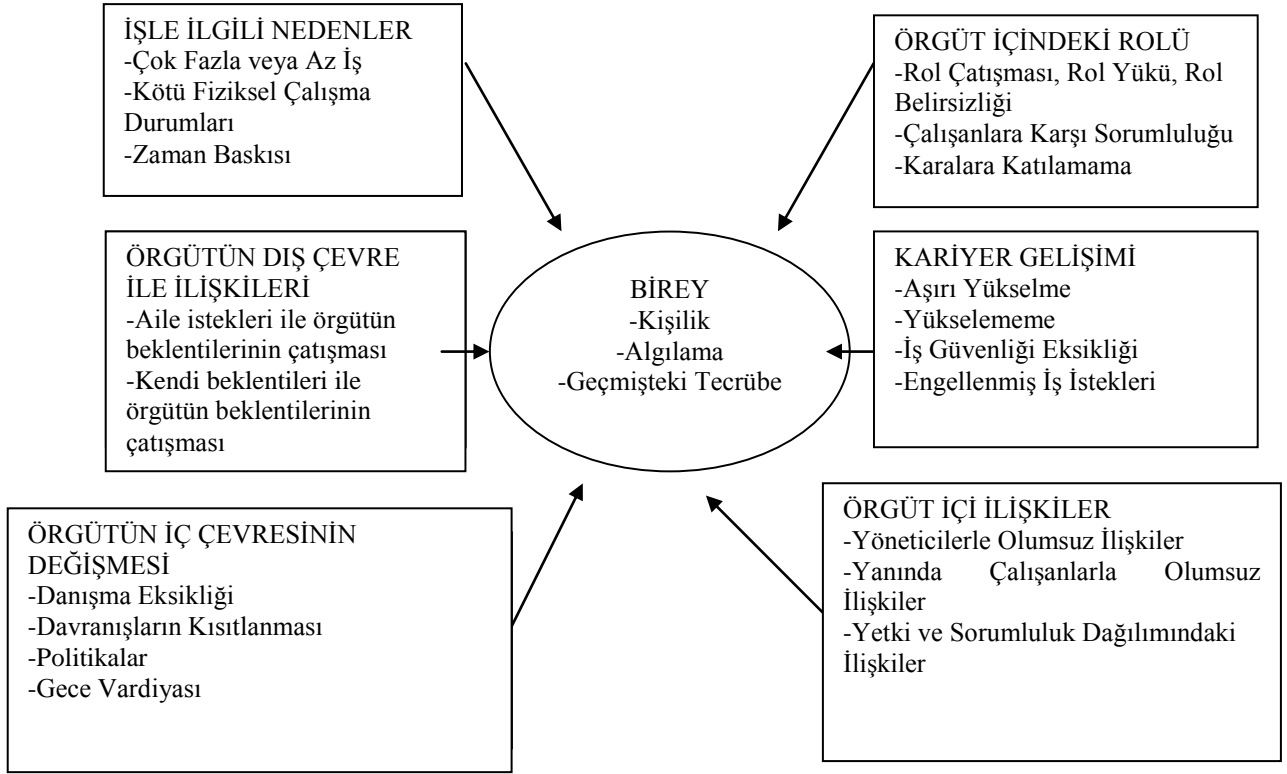 İŞLE İLGİLİ NEDENLER
-Çok Fazla veya Az İş
-Kötü Fiziksel Çalışma
Durumları
-Zaman Baskısı
ÖRGÜT İÇİNDEKİ ROLÜ
-Rol Çatışması, Rol Yükü, Rol
Belirsizliği
-Çalışanlara Karşı Sorumluluğu
-Karalara Katılamama
ÖRGÜTÜN DIŞ ÇEVRE
İLE İLİŞKİLERİ
-Aile istekleri ile örgütün
beklentilerinin çatışması
-Kendi beklentileri ile
örgütün beklentilerinin
çatışması
BİREY
-Kişilik
-Algılama
-Geçmişteki Tecrübe
KARİYER GELİŞİMİ
-Aşırı Yükselme
-Yükselememe
-İş Güvenliği Eksikliği
-Engellenmiş İş İstekleri
ÖRGÜTÜN İÇ ÇEVRESİNİN
DEĞİŞMESİ
-Danışma Eksikliği
-Davranışların Kısıtlanması
-Politikalar
-Gece Vardiyası
ÖRGÜT İÇİ İLİŞKİLER
-Yöneticilerle Olumsuz İlişkiler
-Yanında Çalışanlarla Olumsuz
İlişkiler
-Yetki ve Sorumluluk Dağılımındaki
İlişkiler